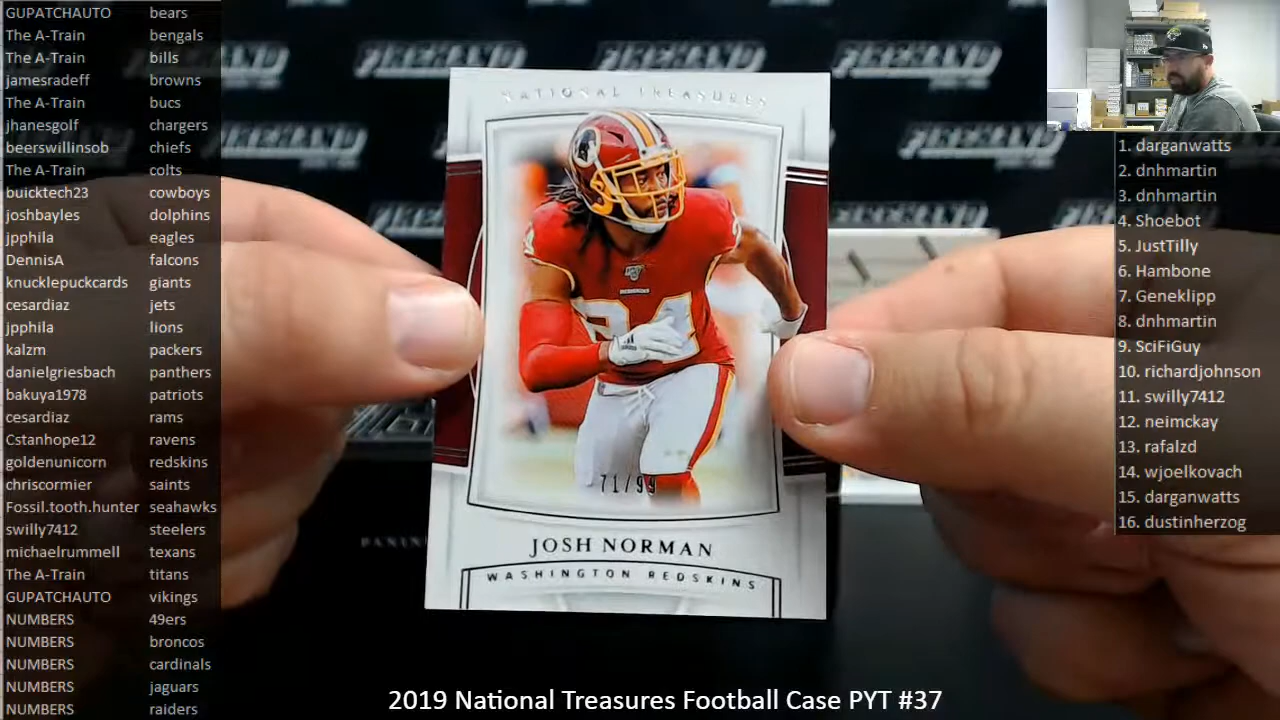 GUPATCHAUTO bears
The A-Train bengals
The A-Train bills
jamesradeff browns
The A-Train bucs
jhanesgolf chargers
beerswillinsob chiefs
The A-Train colts
buicktech23 cowboys
joshbayles dolphins
jpphila eagles
DennisA falcons
knucklepuckcards giants
cesardiaz jets
jpphila lions
kalzm packers
danielgriesbach panthers
bakuya1978 patriots
cesardiaz rams
Cstanhope12 ravens
goldenunicorn redskins
chriscormier saints
Fossil.tooth.hunter seahawks
swilly7412 steelers
michaelrummell texans
The A-Train titans
GUPATCHAUTO vikings
NUMBERS 49ers
NUMBERS broncos
NUMBERS cardinals
NUMBERS jaguars
NUMBERS raiders
FIREHAND
FIREHAND
FIREHAND
NATIONAL TREASURES
24
71/99
JOSH NORMAN
WASHINGTON REDSKINS
PANINI
1. darganwatts
2. dnhmartin
3. dnhmartin
4. Shoebot
5. JustTilly
6. Hambone
7. Geneklipp
8. dnhmartin
9. SciFiGuy
10. richardjohnson
11. swilly7412
12. neimckay
13. rafalzd
14. wjoelkovach
15. darganwatts
16. dustinherzog
2019 National Treasures Football Case PYT #37